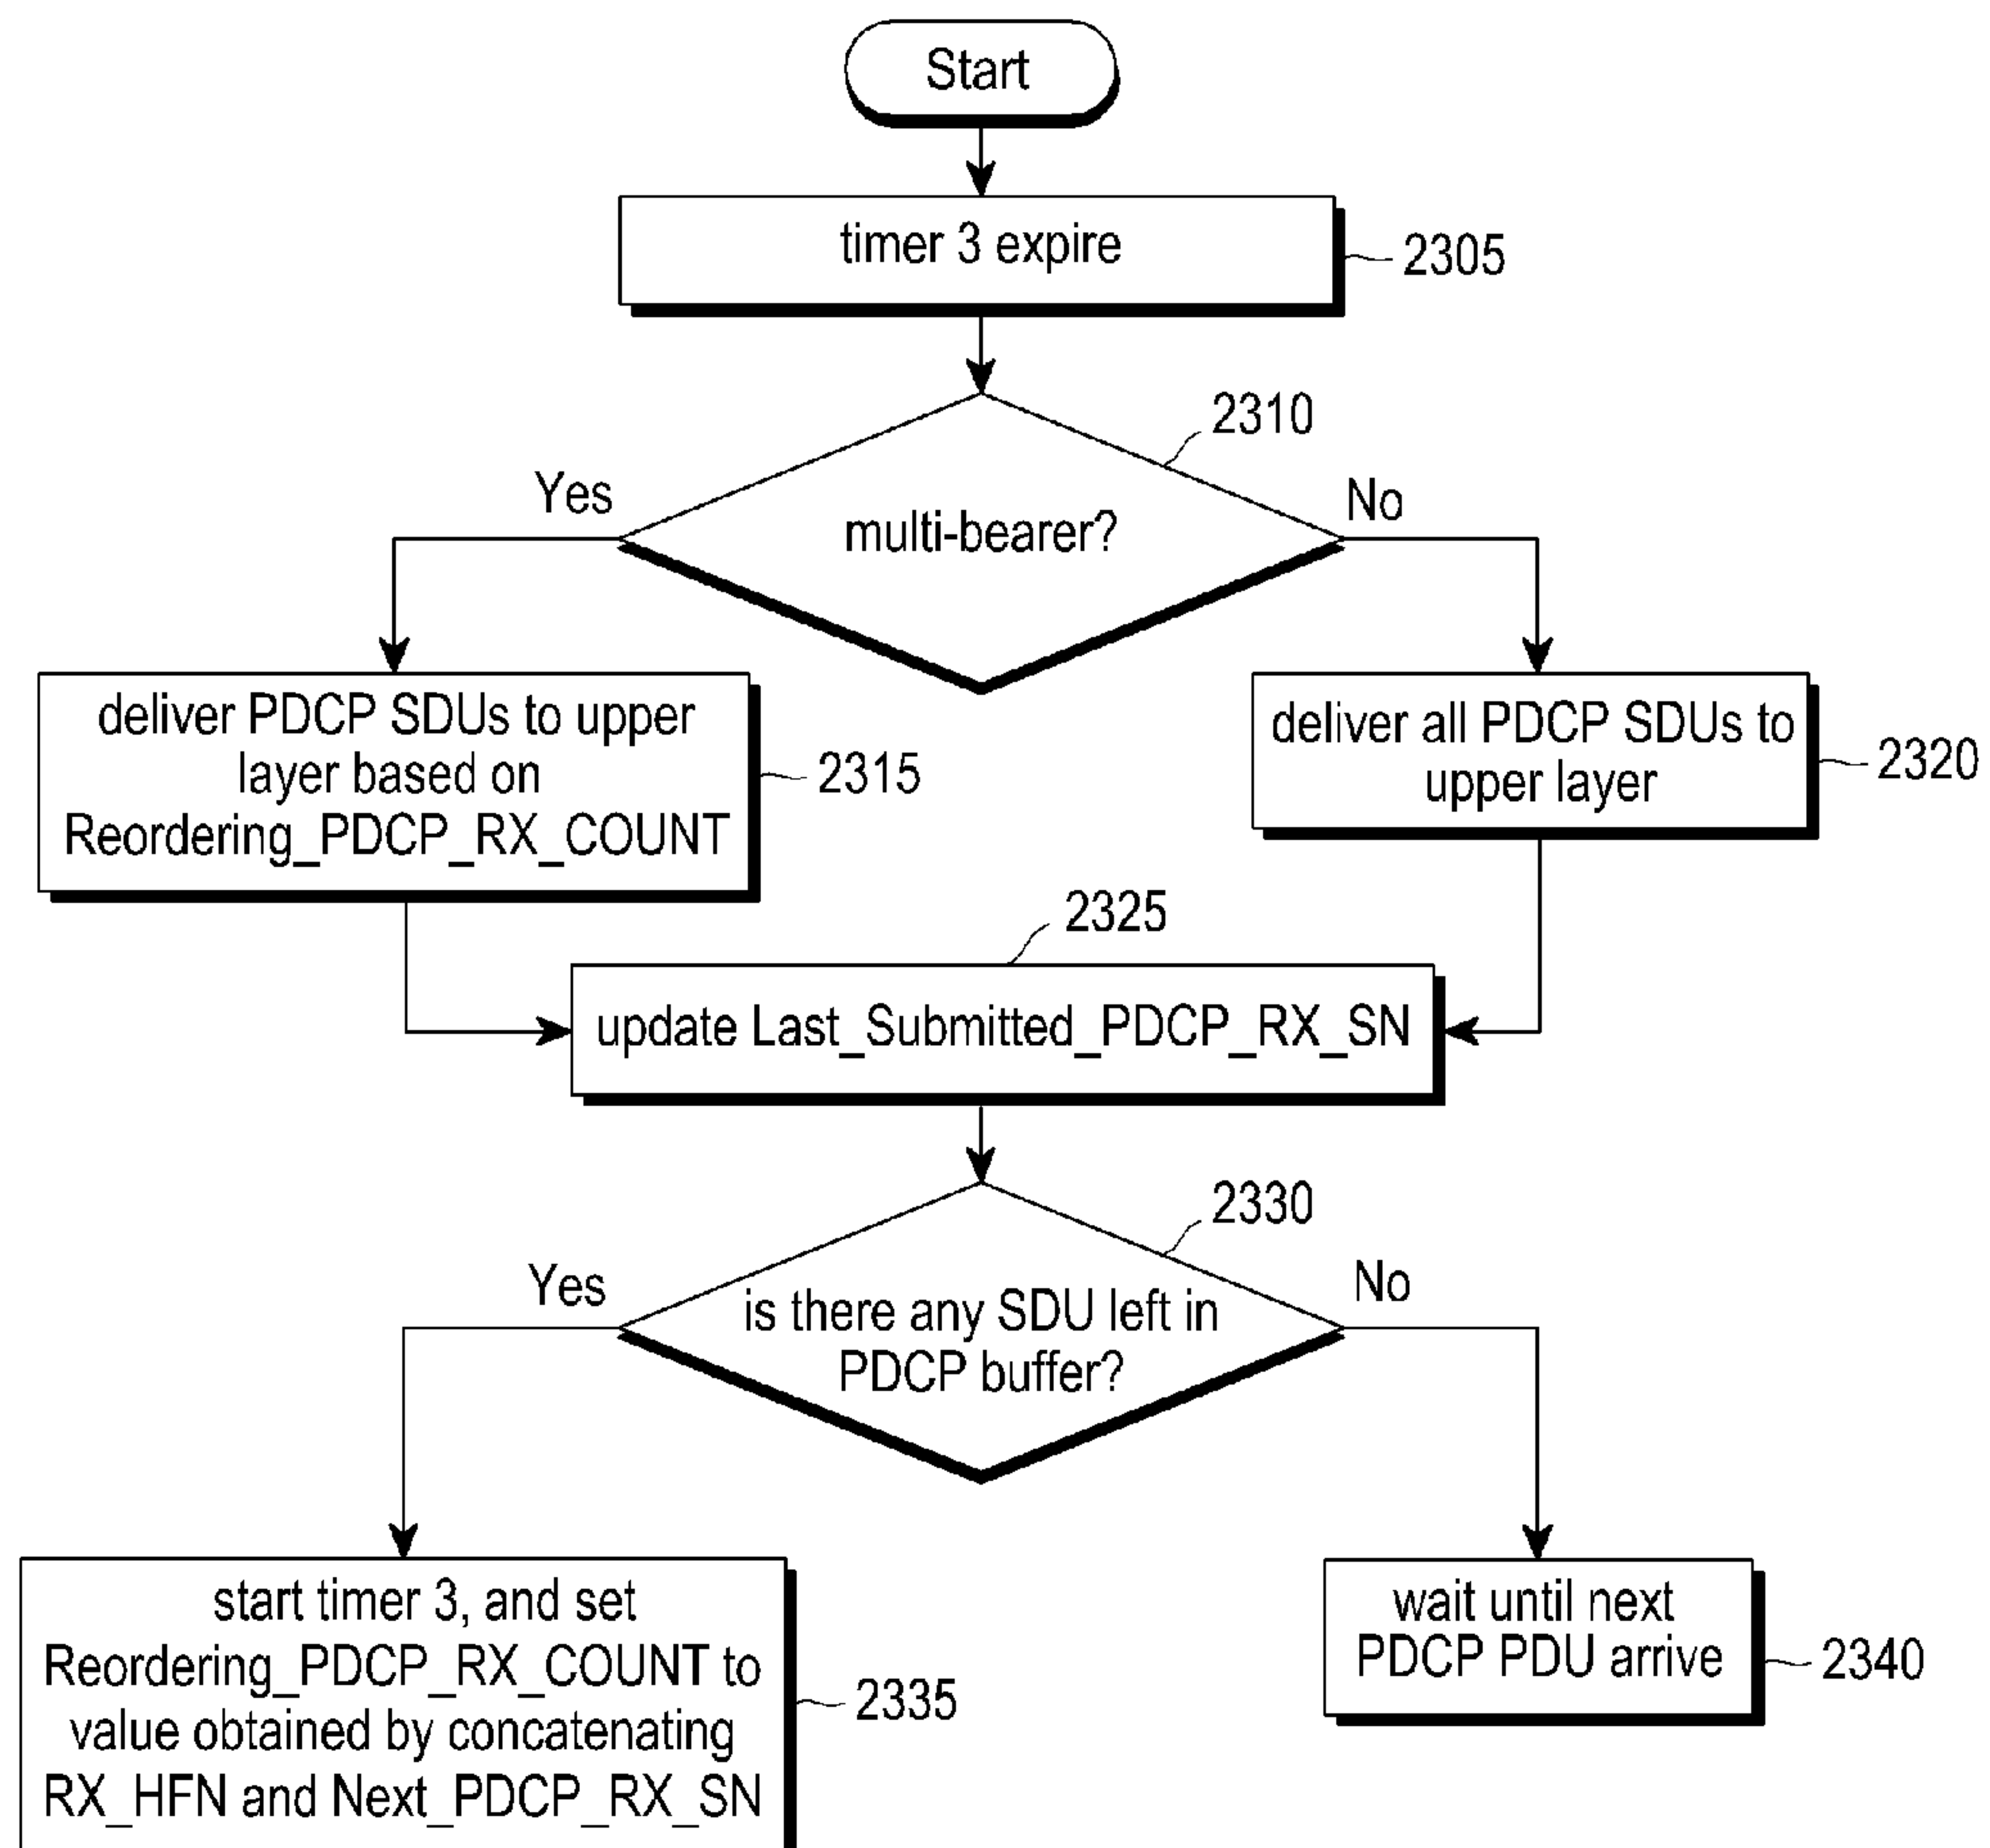 Start
timer 3 expire
2305
2310
Yes
No
multi-bearer?
deliver PDCP SDUs to upper
layer based on
Reordering_PDCP_RX_COUNT
2315
deliver all PDCP SDUs to
upper layer
2320
2325
update Last_Submitted_PDCP_RX_SN
2330
Yes
No
is there any SDU left in
PDCP buffer?
start timer 3, and set
Reordering_PDCP_RX_COUNT to
value obtained by concatenating
RX_HFN and Next_PDCP_RX_SN
2335
wait until next
PDCP PDU arrive
2340